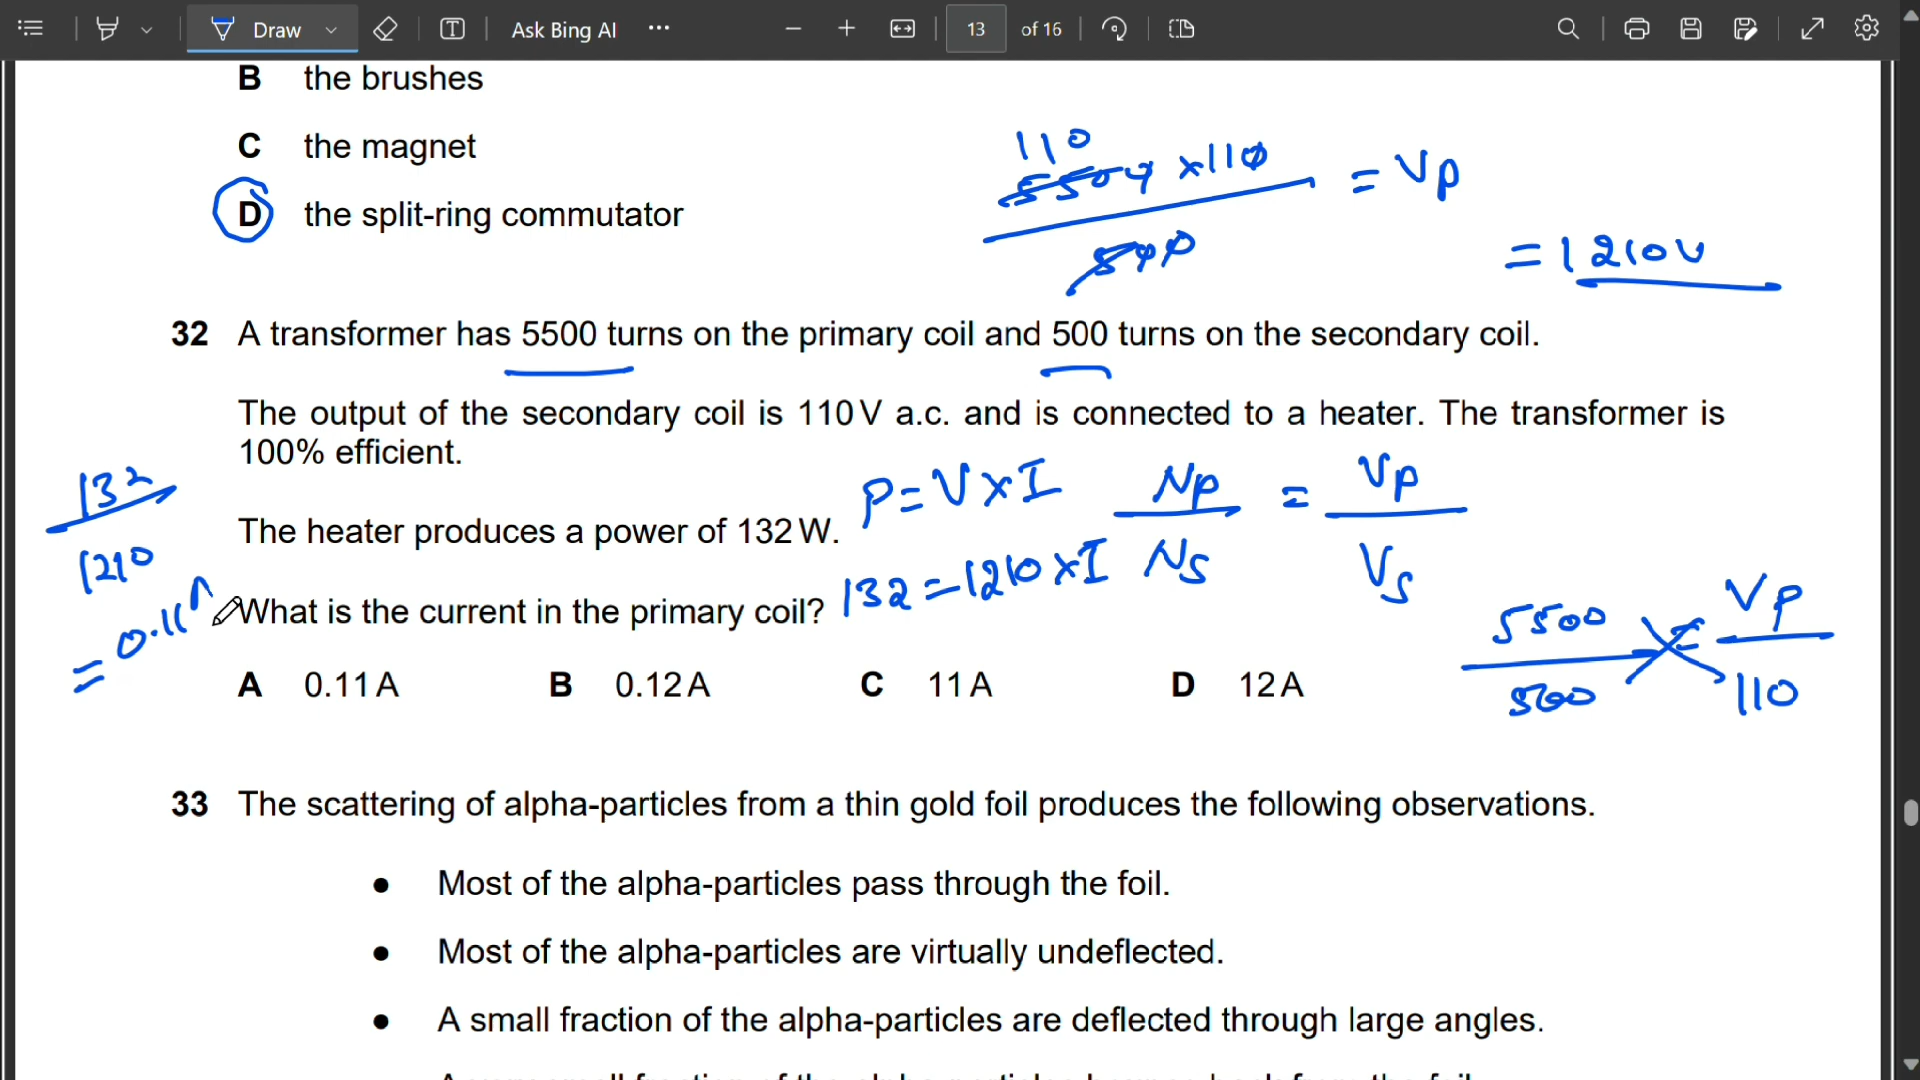 Draw
Ask Bing AI
13 of 16
B the brushes
C the magnet
D the split-ring commutator
110
5500 x110 = Vp
500
= 1210V
32 A transformer has 5500 turns on the primary coil and 500 turns on the secondary coil.
The output of the secondary coil is 110 V a.c. and is connected to a heater. The transformer is
100% efficient.
132
1210
= 0.11A
P = V x I
Np = Vp
Ns Vs
The heater produces a power of 132 W.
132 = 1210 x I
What is the current in the primary coil?
5500 = Vp
500 110
A 0.11 A B 0.12 A C 11 A D 12 A
33 The scattering of alpha-particles from a thin gold foil produces the following observations.
● Most of the alpha-particles pass through the foil.
● Most of the alpha-particles are virtually undeflected.
● A small fraction of the alpha-particles are deflected through large angles.